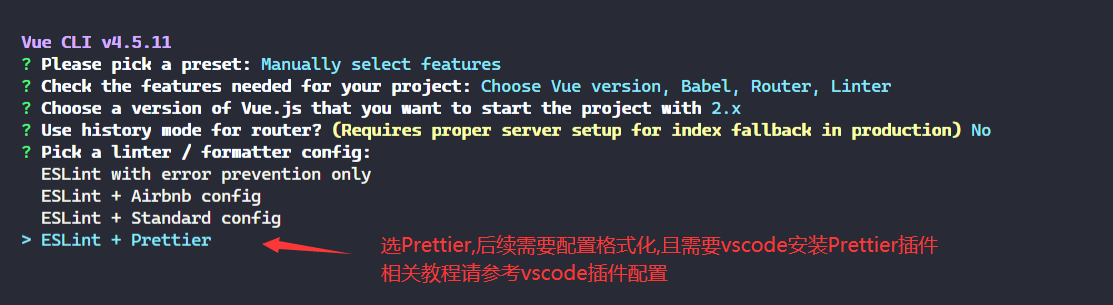 Vue CLI v4.5.11
? Please pick a preset: Manually select features
? Check the features needed for your project: Choose Vue version, Babel, Router, Linter
? Choose a version of Vue.js that you want to start the project with 2.x
? Use history mode for router? (Requires proper server setup for index fallback in production) No
? Pick a linter / formatter config:
ESLint with error prevention only
ESLint + Airbnb config
ESLint + Standard config
> ESLint + Prettier
选Prettier,后续需要配置格式化,且需要vscode安装Prettier插件
相关教程请参考vscode插件配置